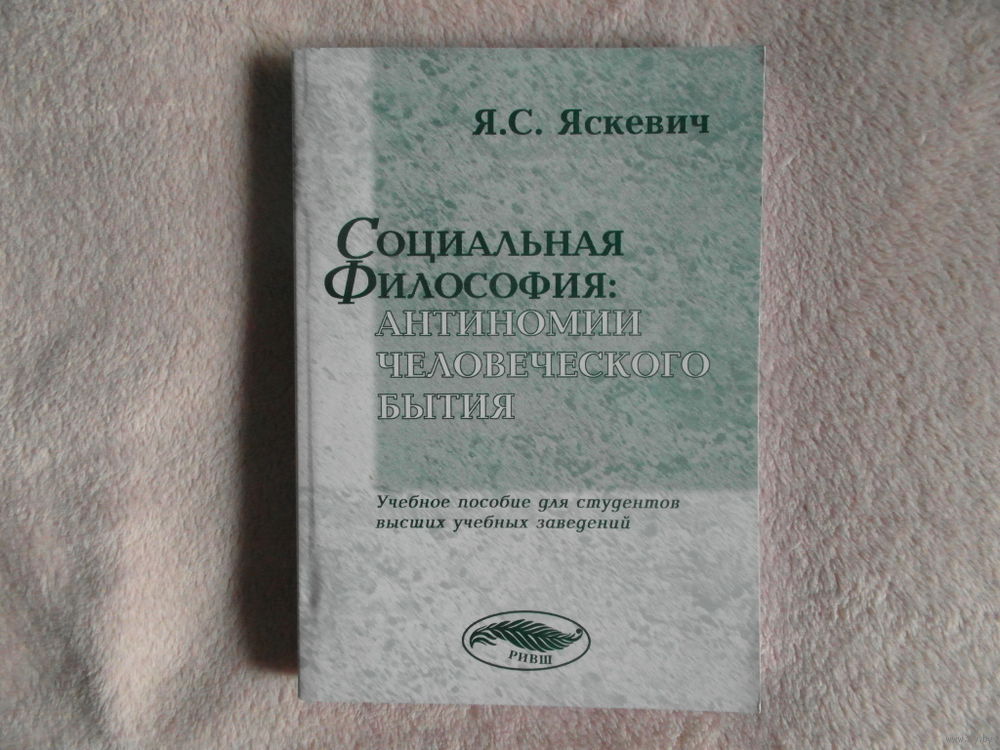 Я.С. Яскевич
Социальная
Философия:
антиномии
человеческого
бытия
Учебное пособие для студентов
высших учебных заведений
РИВШ